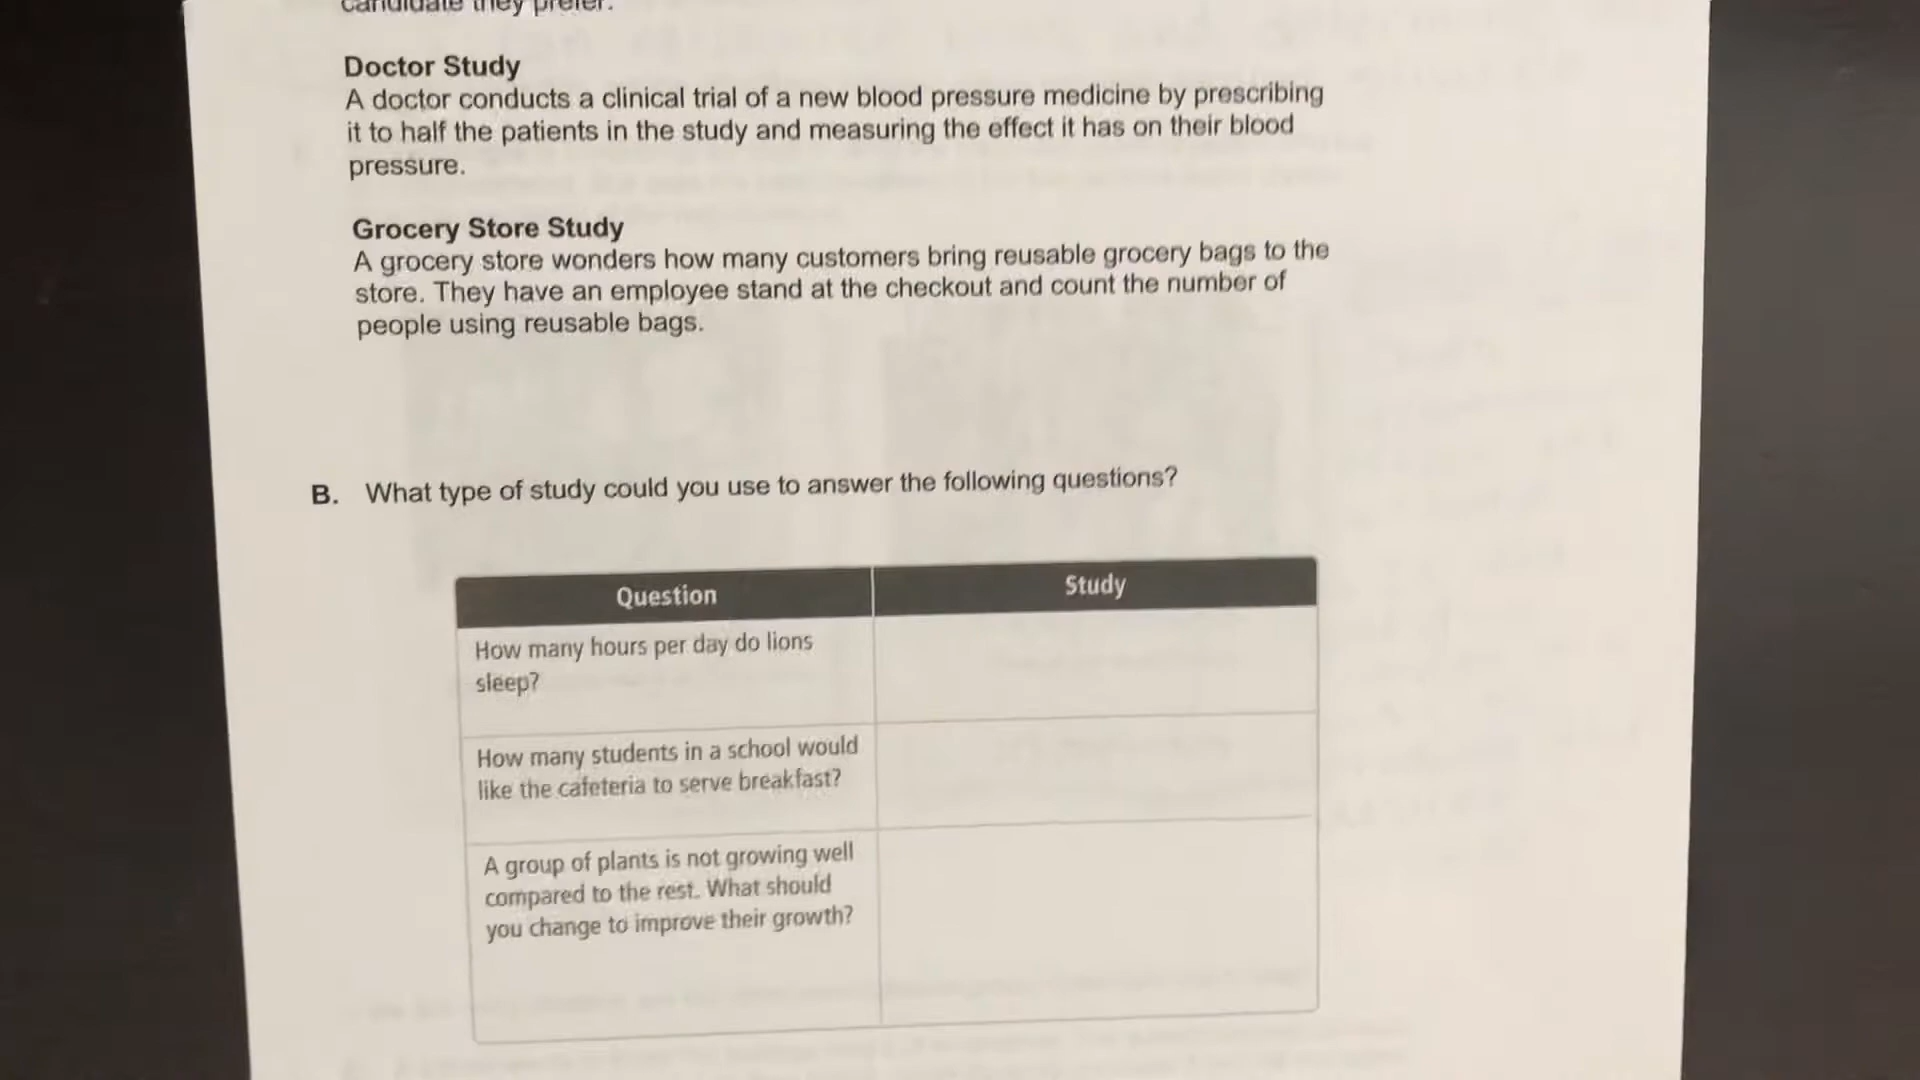 candidate they prefer.
Doctor Study
A doctor conducts a clinical trial of a new blood pressure medicine by prescribing
it to half the patients in the study and measuring the effect it has on their blood
pressure.
Grocery Store Study
A grocery store wonders how many customers bring reusable grocery bags to the
store. They have an employee stand at the checkout and count the number of
people using reusable bags.
B. What type of study could you use to answer the following questions?
Question Study
How many hours per day do lions
sleep?
How many students in a school would
like the cafeteria to serve breakfast?
A group of plants is not growing well
compared to the rest. What should
you change to improve their growth?